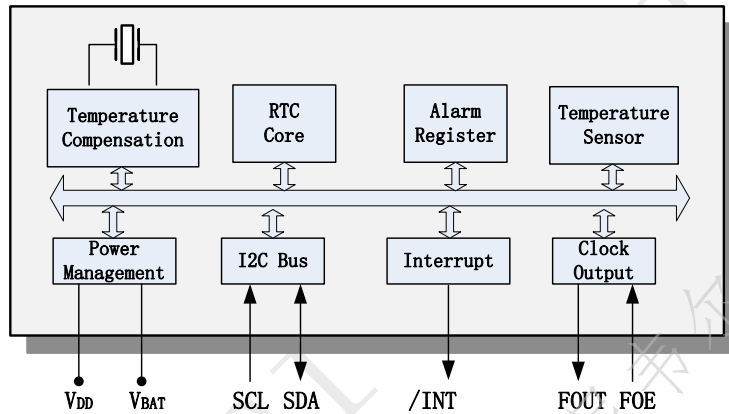 Temperature
Compensation
RTC
Core
Alarm
Register
Temperature
Sensor
Power
Management
I2C Bus
Interrupt
Clock
Output
VDD VBAT SCL SDA /INT FOUT FOE